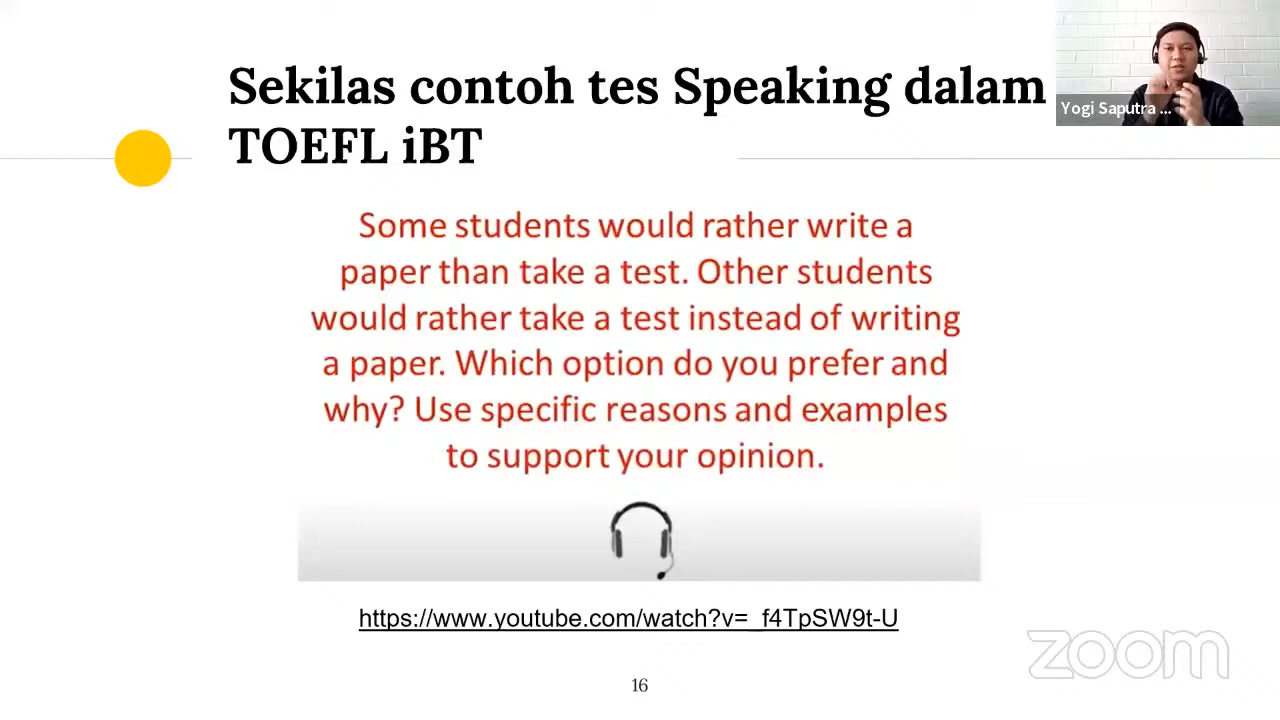 Sekilas contoh tes Speaking dalam
TOEFL iBT
Yogi Saputra ...
Some students would rather write a
paper than take a test. Other students
would rather take a test instead of writing
a paper. Which option do you prefer and
why? Use specific reasons and examples
to support your opinion.
https://www.youtube.com/watch?v=_f4TpSW9t-U
zoom
16